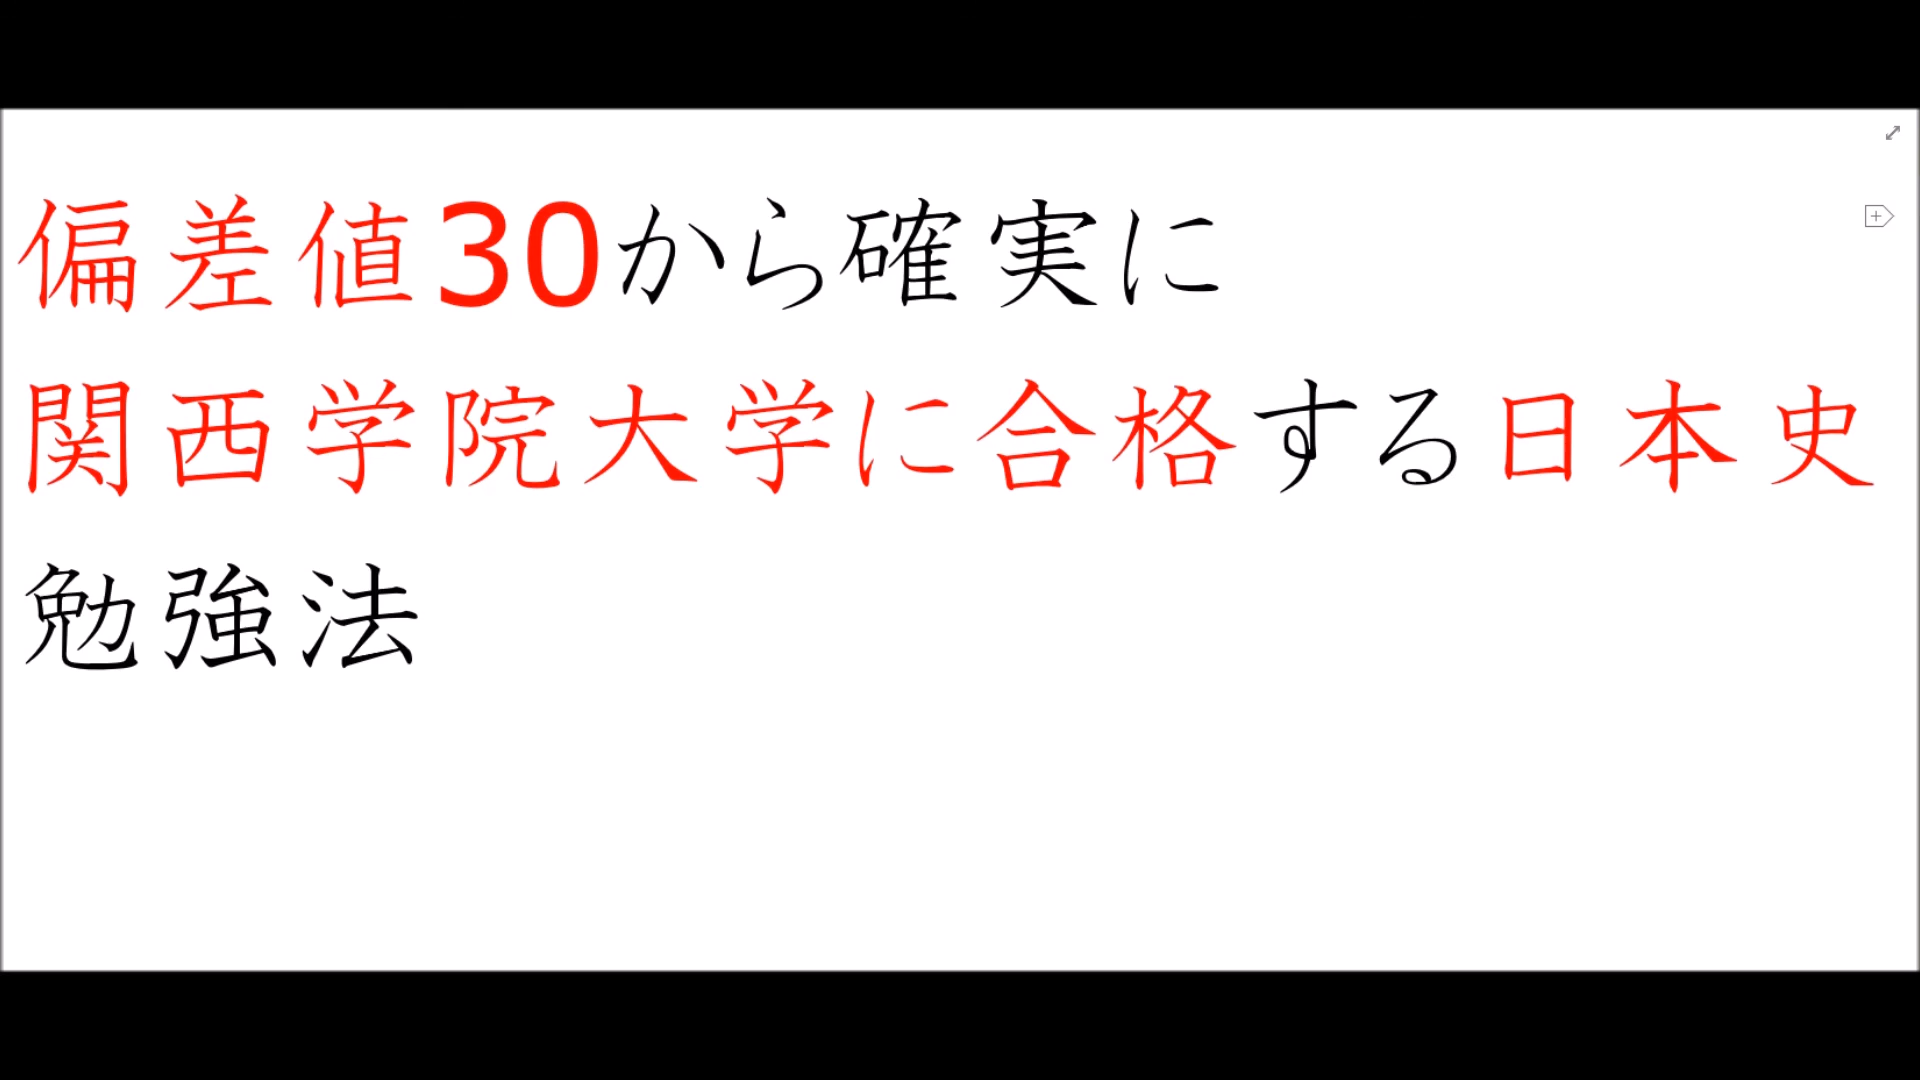 偏差値30から確実に
関西学院大学に合格する日本史
勉強法